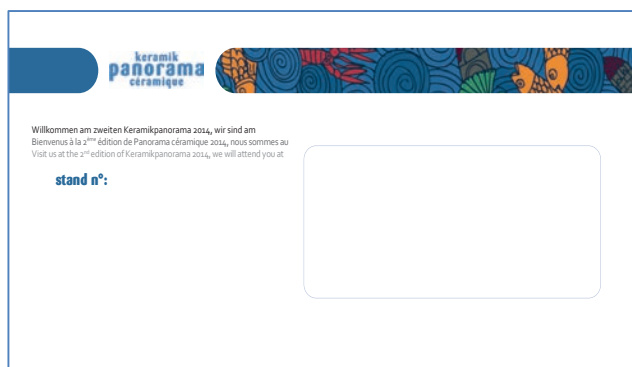 keramik
panorama
céramique
Willkommen am zweiten Keramikpanorama 2014, wir sind am
Bienvenus à la 2ème édition de Panorama céramique 2014, nous sommes au
Visit us at the 2nd edition of Keramikpanorama 2014, we will attend you at
stand n°: